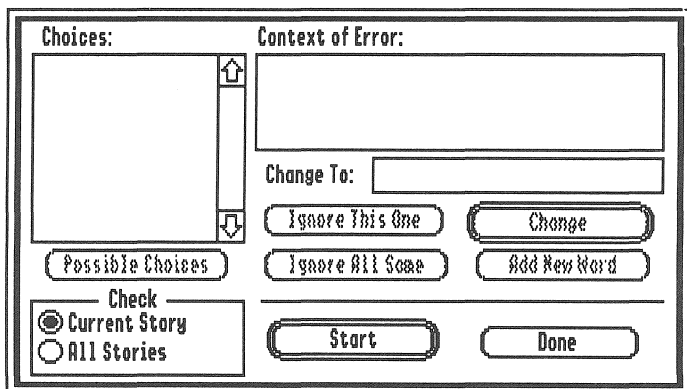 Choices:
Context of Error:
Change To:
Ignore This One
Change
Possible Choices
Ignore All Same
Add New Word
Check
Current Story
All Stories
Start
Done